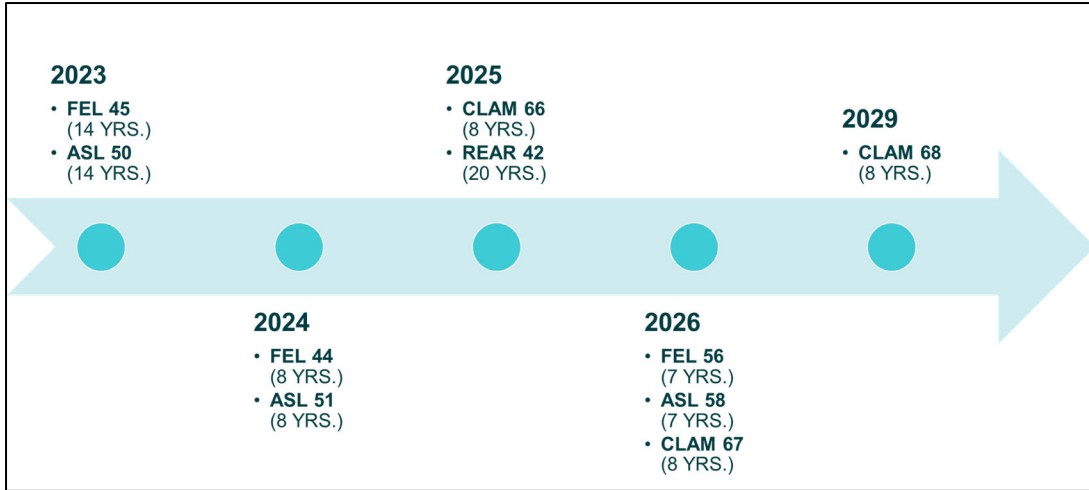 2023
• FEL 45
(14 YRS.)
• ASL 50
(14 YRS.)
2024
• FEL 44
(8 YRS.)
• ASL 51
(8 YRS.)
2025
• CLAM 66
(8 YRS.)
• REAR 42
(20 YRS.)
2026
• FEL 56
(7 YRS.)
• ASL 58
(7 YRS.)
• CLAM 67
(8 YRS.)
2029
• CLAM 68
(8 YRS.)